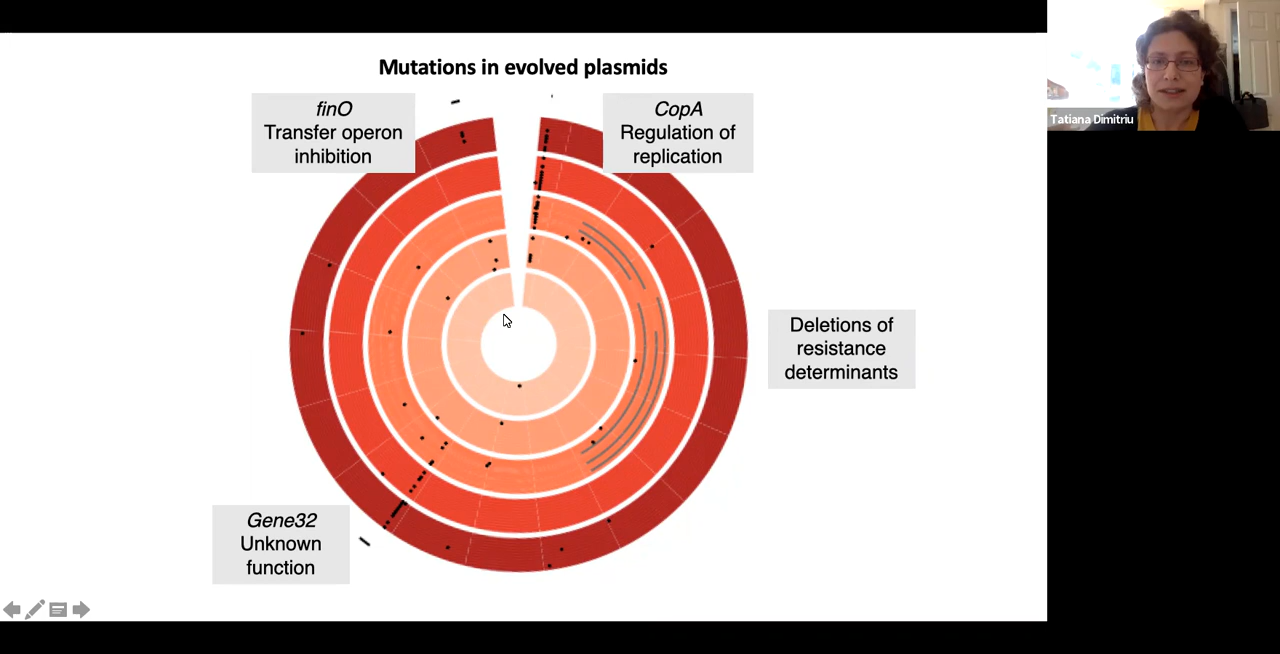 Mutations in evolved plasmids
finO
Transfer operon
inhibition
CopA
Regulation of
replication
Tatiana Dimitriu
Deletions of
resistance
determinants
Gene32
Unknown
function